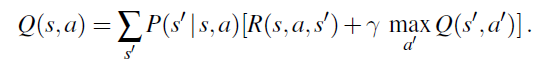 Q(s,a) = ∑_{s′} P(s′|s,a)[R(s,a,s′) + γ max_{a′} Q(s′,a′)].